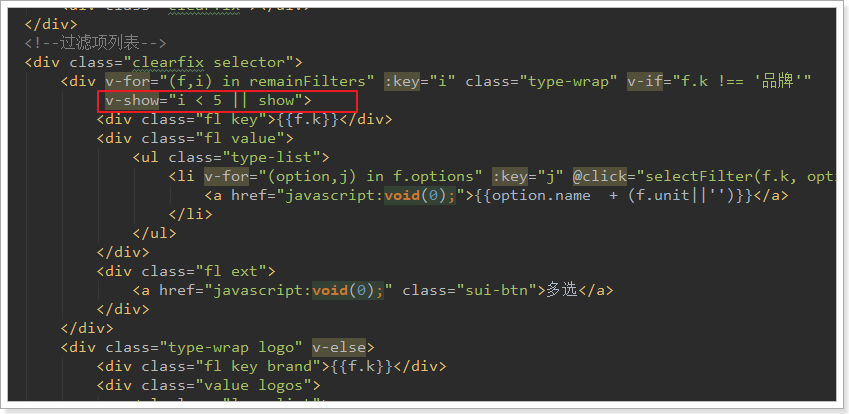 </div>
<!--过滤项列表-->
<div class="clearfix selector">
<div v-for="(f,i) in remainFilters" :key="i" class="type-wrap" v-if="f.k !== '品牌'"
v-show="i < 5 || show">
<div class="fl key">{{f.k}}</div>
<div class="fl value">
<ul class="type-list">
<li v-for="(option,j) in f.options" :key="j" @click="selectFilter(f.k, opti
<a href="javascript:void(0);">{{option.name  + (f.unit||'')}}</a>
</li>
</ul>
</div>
<div class="fl ext">
<a href="javascript:void(0);" class="sui-btn">多选</a>
</div>
</div>
<div class="type-wrap logo" v-else>
<div class="fl key brand">{{f.k}}</div>
<div class="value logos">